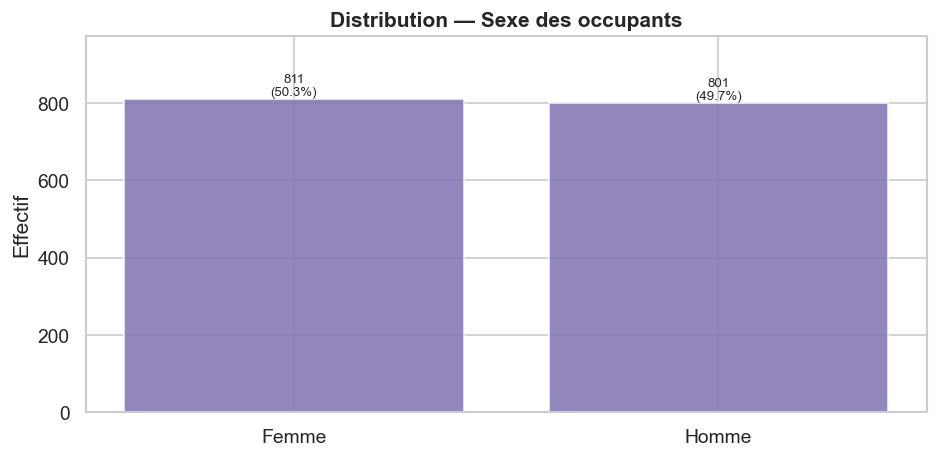 Distribution — Sexe des occupants
Effectif
800
600
400
200
0
811
(50.3%)
801
(49.7%)
Femme
Homme